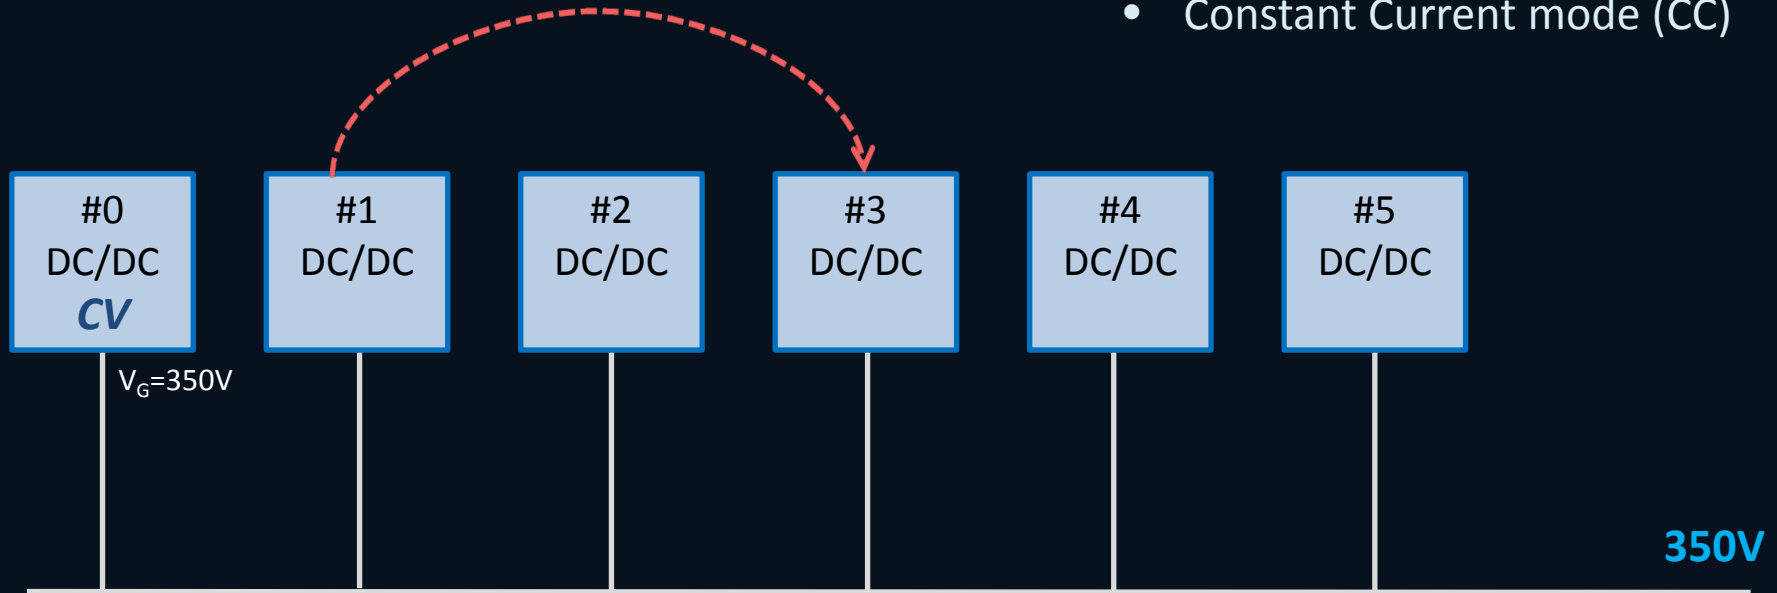 • Constant Current mode (CC)
#0
DC/DC
CV
#1
DC/DC
#2
DC/DC
#3
DC/DC
#4
DC/DC
#5
DC/DC
VG=350V
350V